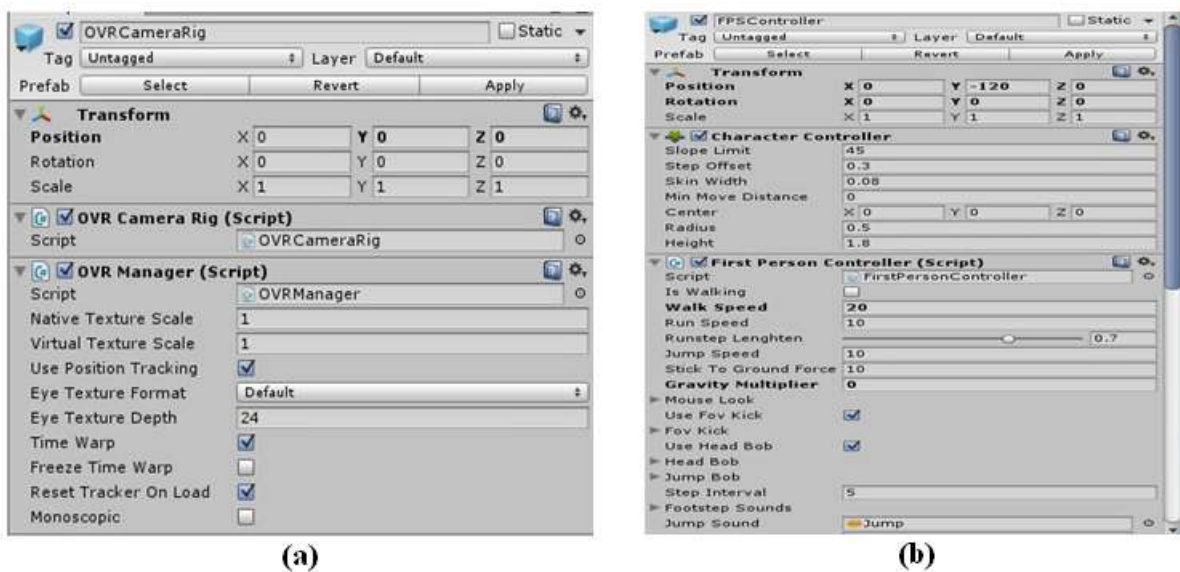 OVRCameraRig Static
Tag Untagged Layer Default
Prefab Select Revert Apply
Transform
Position X 0 Y 0 Z 0
Rotation X 0 Y 0 Z 0
Scale X 1 Y 1 Z 1
OVR Camera Rig (Script)
Script OVRCameraRig
OVR Manager (Script)
Script OVRManager
Native Texture Scale 1
Virtual Texture Scale 1
Use Position Tracking
Eye Texture Format Default
Eye Texture Depth 24
Time Warp
Freeze Time Warp
Reset Tracker On Load
Monoscopic
(a)
FPSController Static
Tag Untagged Layer Default
Prefab Select Revert Apply
Transform
Position X 0 Y -120 Z 0
Rotation X 0 Y 0 Z 0
Scale X 1 Y 1 Z 1
Character Controller
Slope Limit 45
Step Offset 0.3
Skin Width 0.08
Min Move Distance 0
Center X 0 Y 0 Z 0
Radius 0.5
Height 1.8
First Person Controller (Script)
Script FirstPersonController
Is Walking
Walk Speed 20
Run Speed 10
Runstep Lenghten 0.7
Jump Speed 10
Stick To Ground Force 10
Gravity Multiplier 0
Mouse Look
Use Fov Kick
Fov Kick
Use Head Bob
Head Bob
Jump Bob
Step Interval 5
Footstep Sounds
Jump Sound Jump
(b)